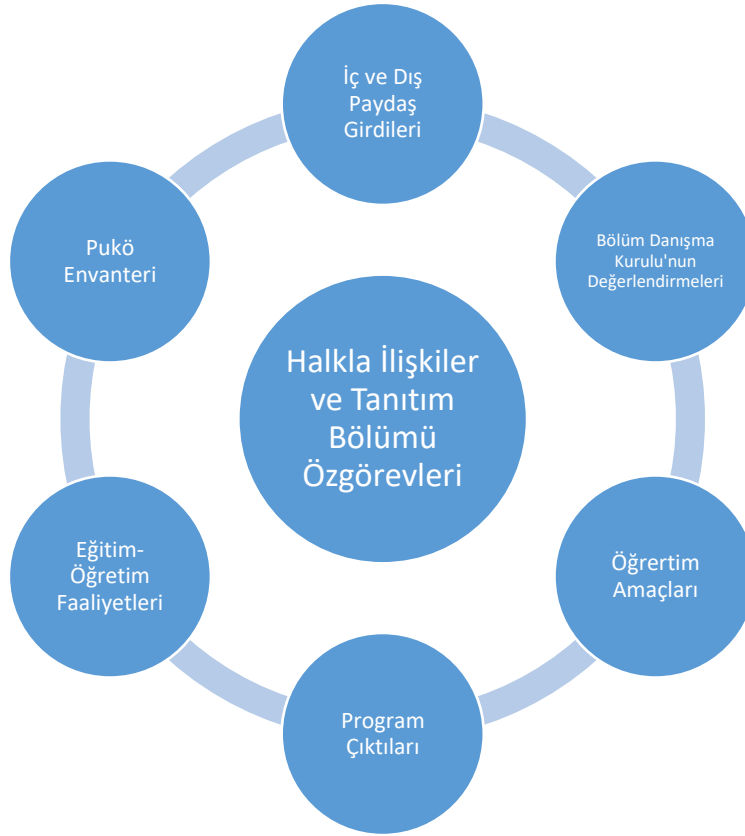 İç ve Dış
Paydaş
Girdileri
Bölüm Danışma
Kurulu'nun
Değerlendirmeleri
Öğrertim
Amaçları
Program
Çıktıları
Eğitim-
Öğretim
Faaliyetleri
Pukö
Envanteri
Halkla İlişkiler
ve Tanıtım
Bölümü
Özgörevleri